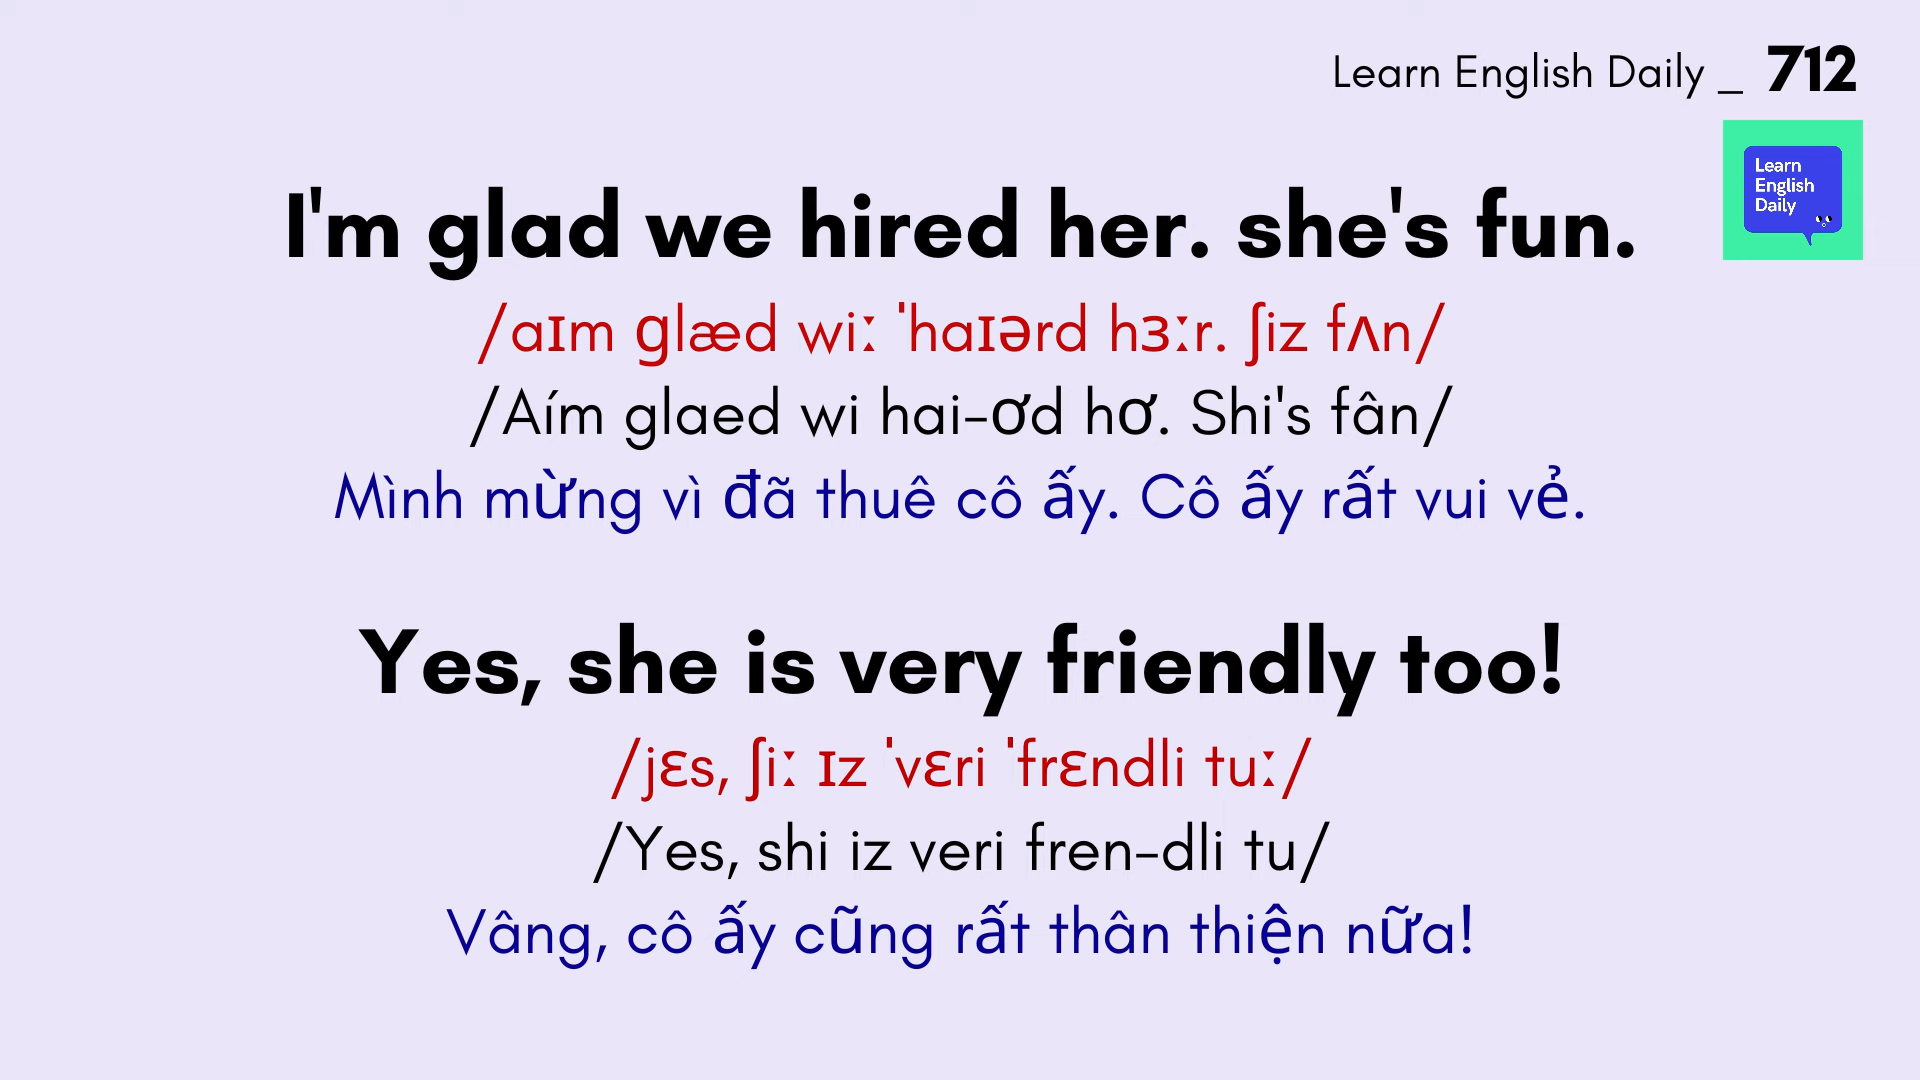 Learn English Daily _ 712
Learn
English
Daily
I'm glad we hired her. she's fun.
/aɪm ɡlæd wiː ˈhaɪərd hɜːr. ʃiz fʌn/
/Aím glaed wi hai-ơd hơ. Shi's fân/
Mình mừng vì đã thuê cô ấy. Cô ấy rất vui vẻ.
Yes, she is very friendly too!
/jɛs, ʃiː ɪz ˈvɛri ˈfrɛndli tuː/
/Yes, shi iz veri fren-dli tu/
Vâng, cô ấy cũng rất thân thiện nữa!